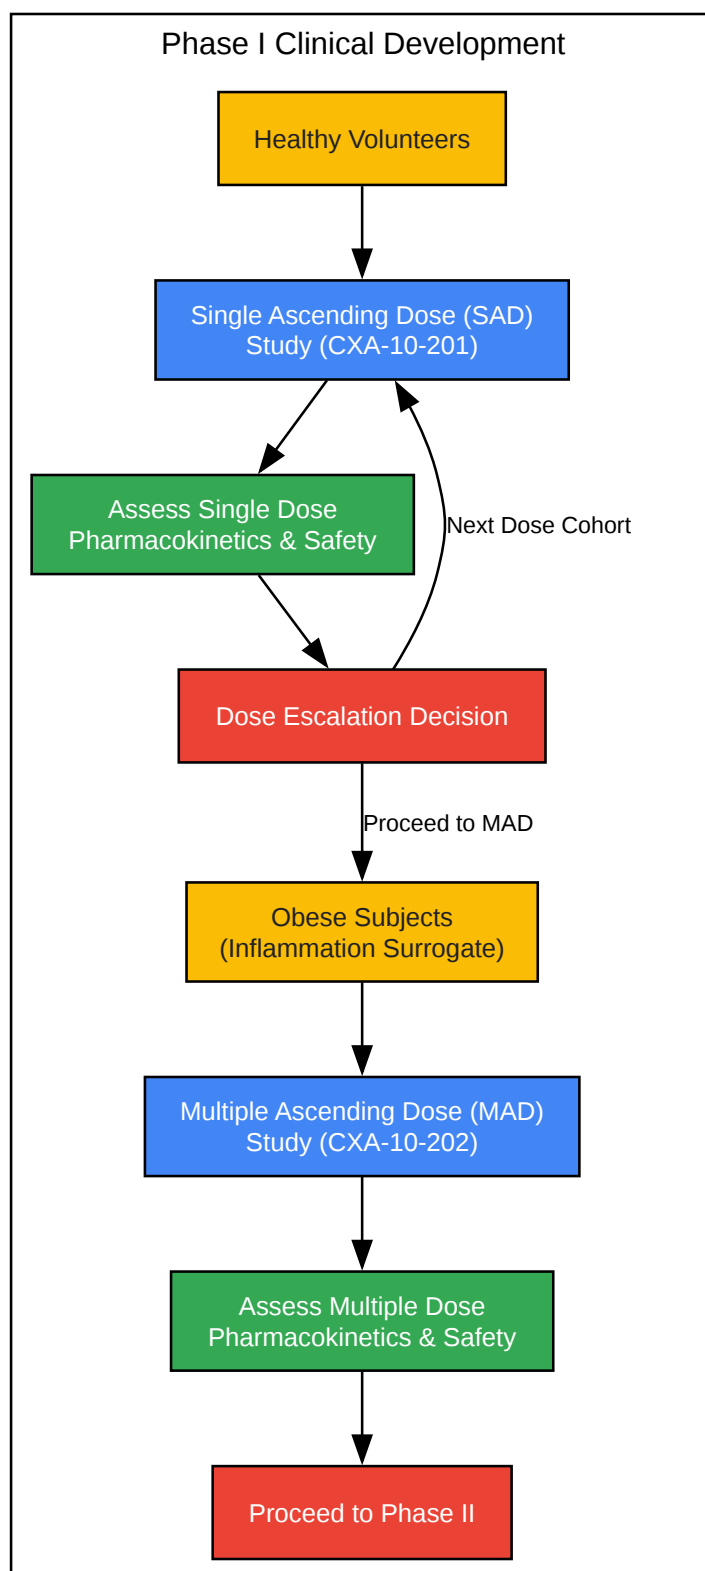 Phase I Clinical Development
Healthy Volunteers
Single Ascending Dose (SAD)
Study (CXA-10-201)
Assess Single Dose
Pharmacokinetics & Safety
Next Dose Cohort
Dose Escalation Decision
Proceed to MAD
Obese Subjects
(Inflammation Surrogate)
Multiple Ascending Dose (MAD)
Study (CXA-10-202)
Assess Multiple Dose
Pharmacokinetics & Safety
Proceed to Phase II